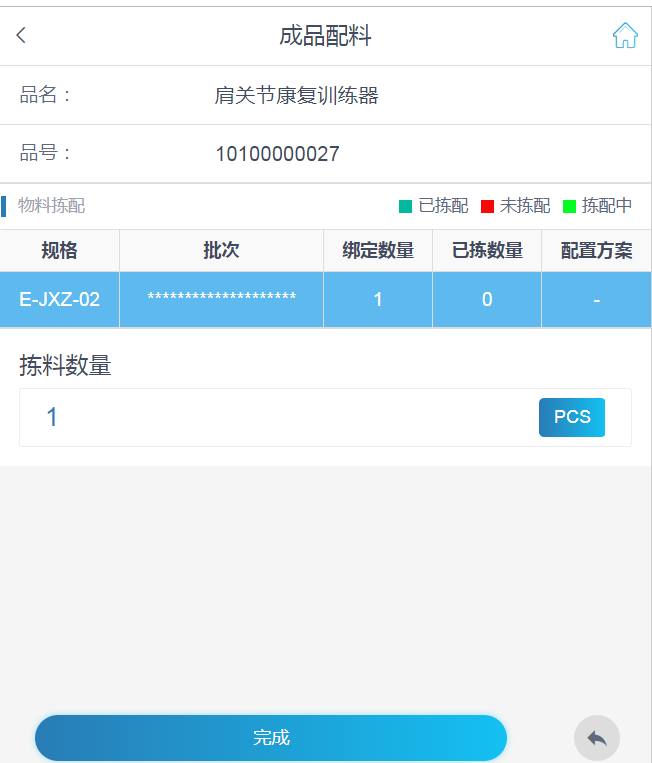 成品配料
品名： 肩关节康复训练器
品号： 10100000027
物料拣配 已拣配 未拣配 拣配中
规格 批次 绑定数量 已拣数量 配置方案
E-JXZ-02 ******************** 1 0 -
拣料数量
1 PCS
完成